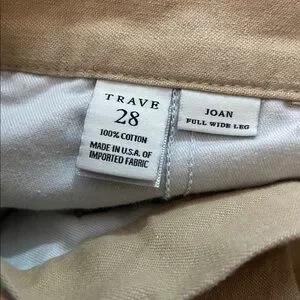 TRAVE
28
100% COTTON
MADE IN U.S.A. OF
IMPORTED FABRIC
JOAN
FULL WIDE LEG